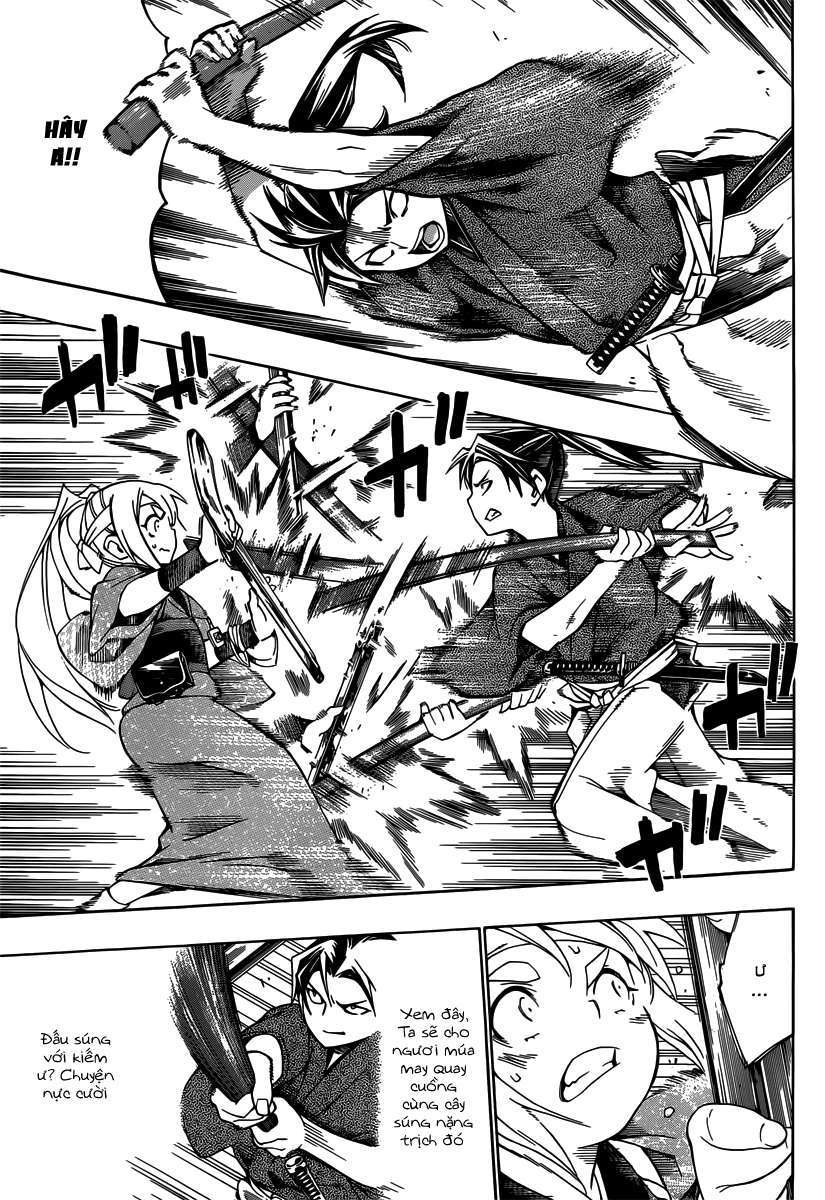 HÂY
A!!
ガ゙
ガ゙
ガ
ガ゙
ガ゙
Ư
...
Xem đây,
Ta sẽ cho
ngươi múa
may quay
cuồng
cùng cây
súng nặng
trịch đó
Đấu súng
với kiếm
ư? Chuyện
nực cười